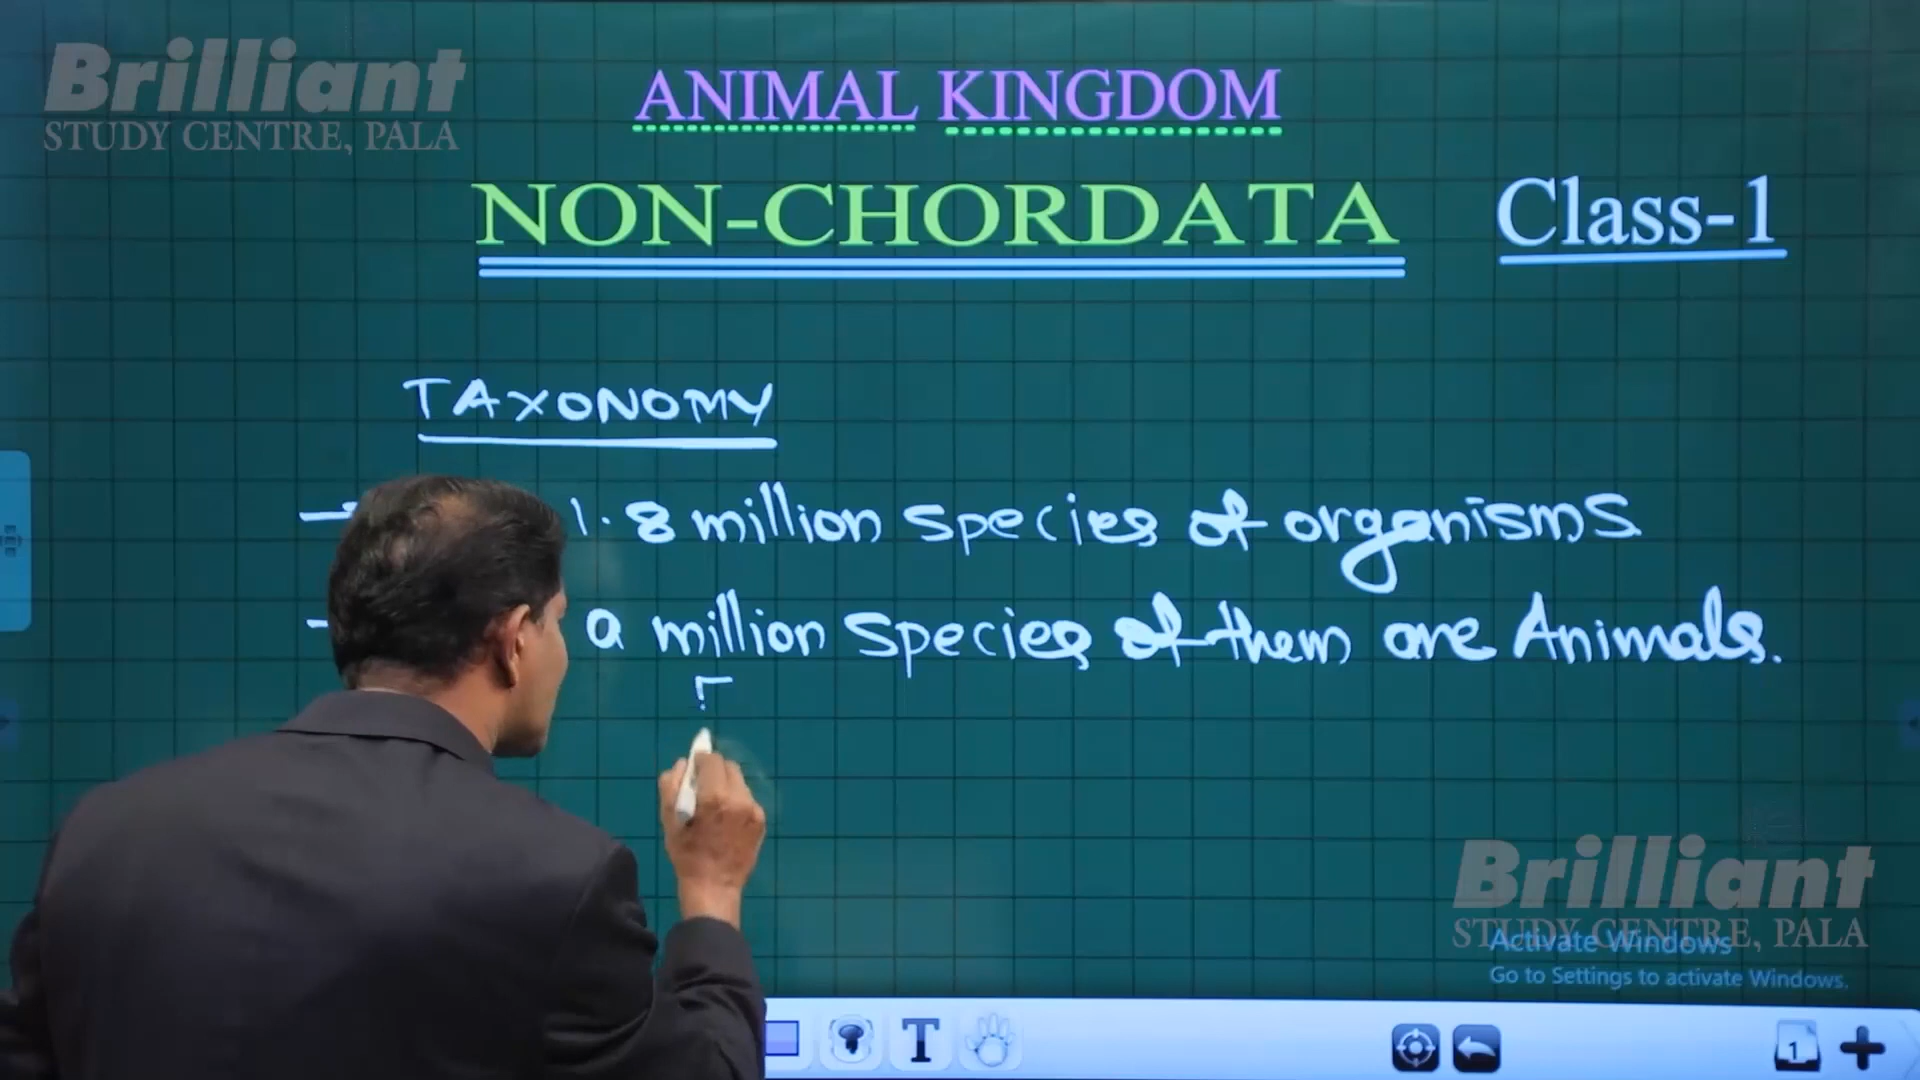 Brilliant
STUDY CENTRE, PALA
ANIMAL KINGDOM
NON-CHORDATA Class-1
TAXONOMY
1.8 million species of organisms
a million species of them are Animals.
Brilliant
STUDY CENTRE, PALA
Activate Windows
Go to Settings to activate Windows.
T
1